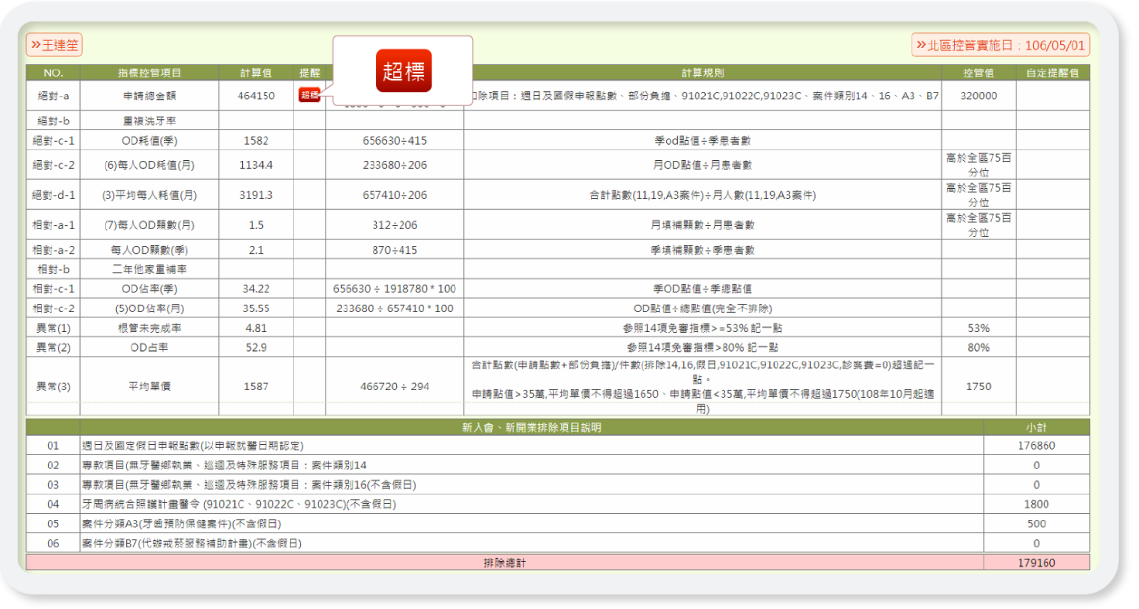 »王達筌
»北區控管實施日：106/05/01
超標
NO. 指標控管項目 計算值 提醒 計算規則 控管值 自定提醒值
絕對-a 申請總金額 464150 超標 扣除項目：週日及國假申報點數、部份負擔、91021C,91022C,91023C、案件類別14、16、A3、B7 320000
絕對-b 重複洗牙率
絕對-c-1 OD耗值(季) 1582 656630÷415 季od點值÷季患者數
絕對-c-2 (6)每人OD耗值(月) 1134.4 233680÷206 月OD點值÷月患者數 高於全區75百
分位
絕對-d-1 (3)平均每人耗值(月) 3191.3 657410÷206 合計點數(11,19,A3案件)÷月人數(11,19,A3案件) 高於全區75百
分位
相對-a-1 (7)每人OD顆數(月) 1.5 312÷206 月填補顆數÷月患者數 高於全區75百
分位
相對-a-2 每人OD顆數(季) 2.1 870÷415 季填補顆數÷季患者數
相對-b 二年他家重補率
相對-c-1 OD佔率(季) 34.22 656630 ÷ 1918780 * 100 季OD點值÷季總點值
相對-c-2 (5)OD佔率(月) 35.55 233680 ÷ 657410 * 100 OD點值÷總點值(完全不排除)
異常(1) 根管未完成率 4.81 參照14項免審指標>=53% 記一點 53%
異常(2) OD占率 52.9 參照14項免審指標>80% 記一點 80%
異常(3) 平均單價 1587 466720 ÷ 294 合計點數(申請點數+部份負擔)/件數(排除14,16,假日,91021C,91022C,91023C,診察費=0)超過記一
點。
申請點值>35萬,平均單價不得超過1650、申請點值<35萬,平均單價不得超過1750(108年10月起適
用) 1750
新入會、新開業排除項目說明 小計
01 週日及國定假日申報點數(以申報就醫日期認定) 176860
02 專款項目(無牙醫鄉執業、巡迴及特殊服務項目：案件類別14 0
03 專款項目(無牙醫鄉執業、巡迴及特殊服務項目：案件類別16(不含假日) 0
04 牙周病統合照護計畫醫令 (91021C、91022C、91023C)(不含假日) 1800
05 案件分類A3(牙齒預防保健案件)(不含假日) 500
06 案件分類B7(代辦戒菸服務補助計畫)(不含假日) 0
排除總計 179160